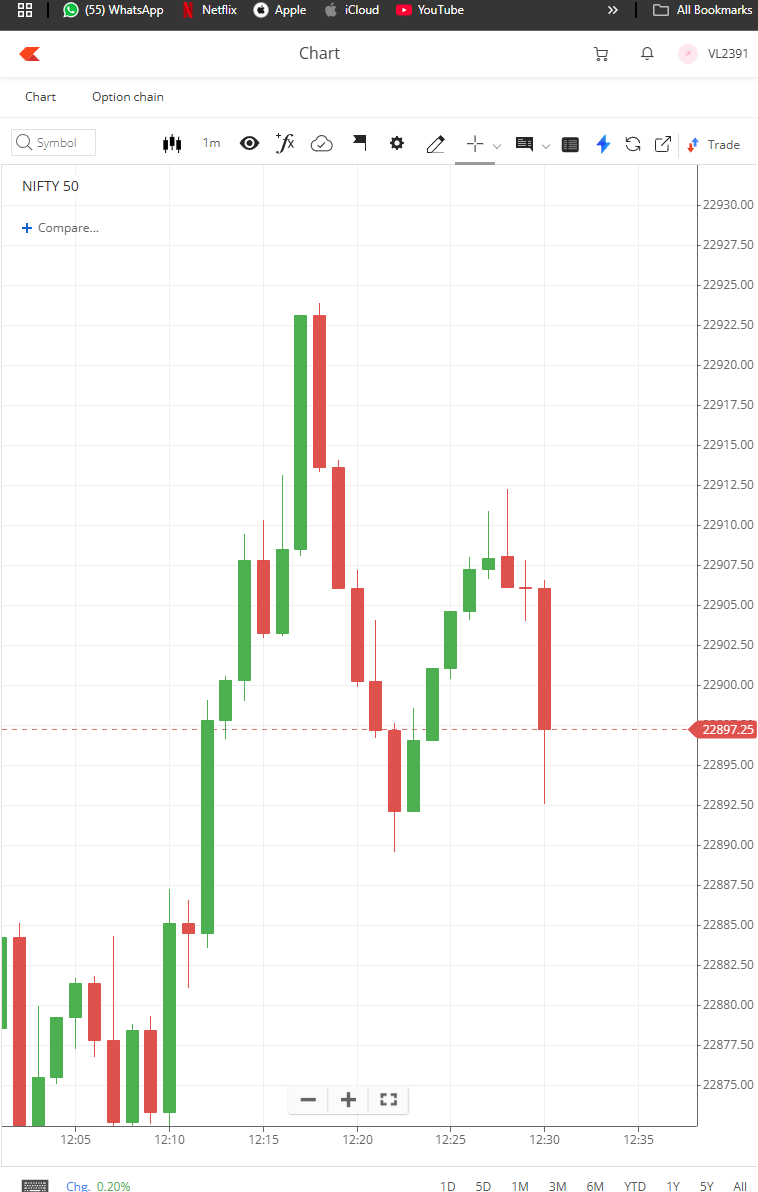 (55) WhatsApp Netflix Apple iCloud YouTube » All Bookmarks
Chart VL2391
Chart Option chain
Symbol 1m Trade
NIFTY 50
+ Compare...
22930.00
22927.50
22925.00
22922.50
22920.00
22917.50
22915.00
22912.50
22910.00
22907.50
22905.00
22902.50
22900.00
22897.25
22895.00
22892.50
22890.00
22887.50
22885.00
22882.50
22880.00
22877.50
22875.00
12:05 12:10 12:15 12:20 12:25 12:30 12:35
Chg. 0.20% 1D 5D 1M 3M 6M YTD 1Y 5Y All